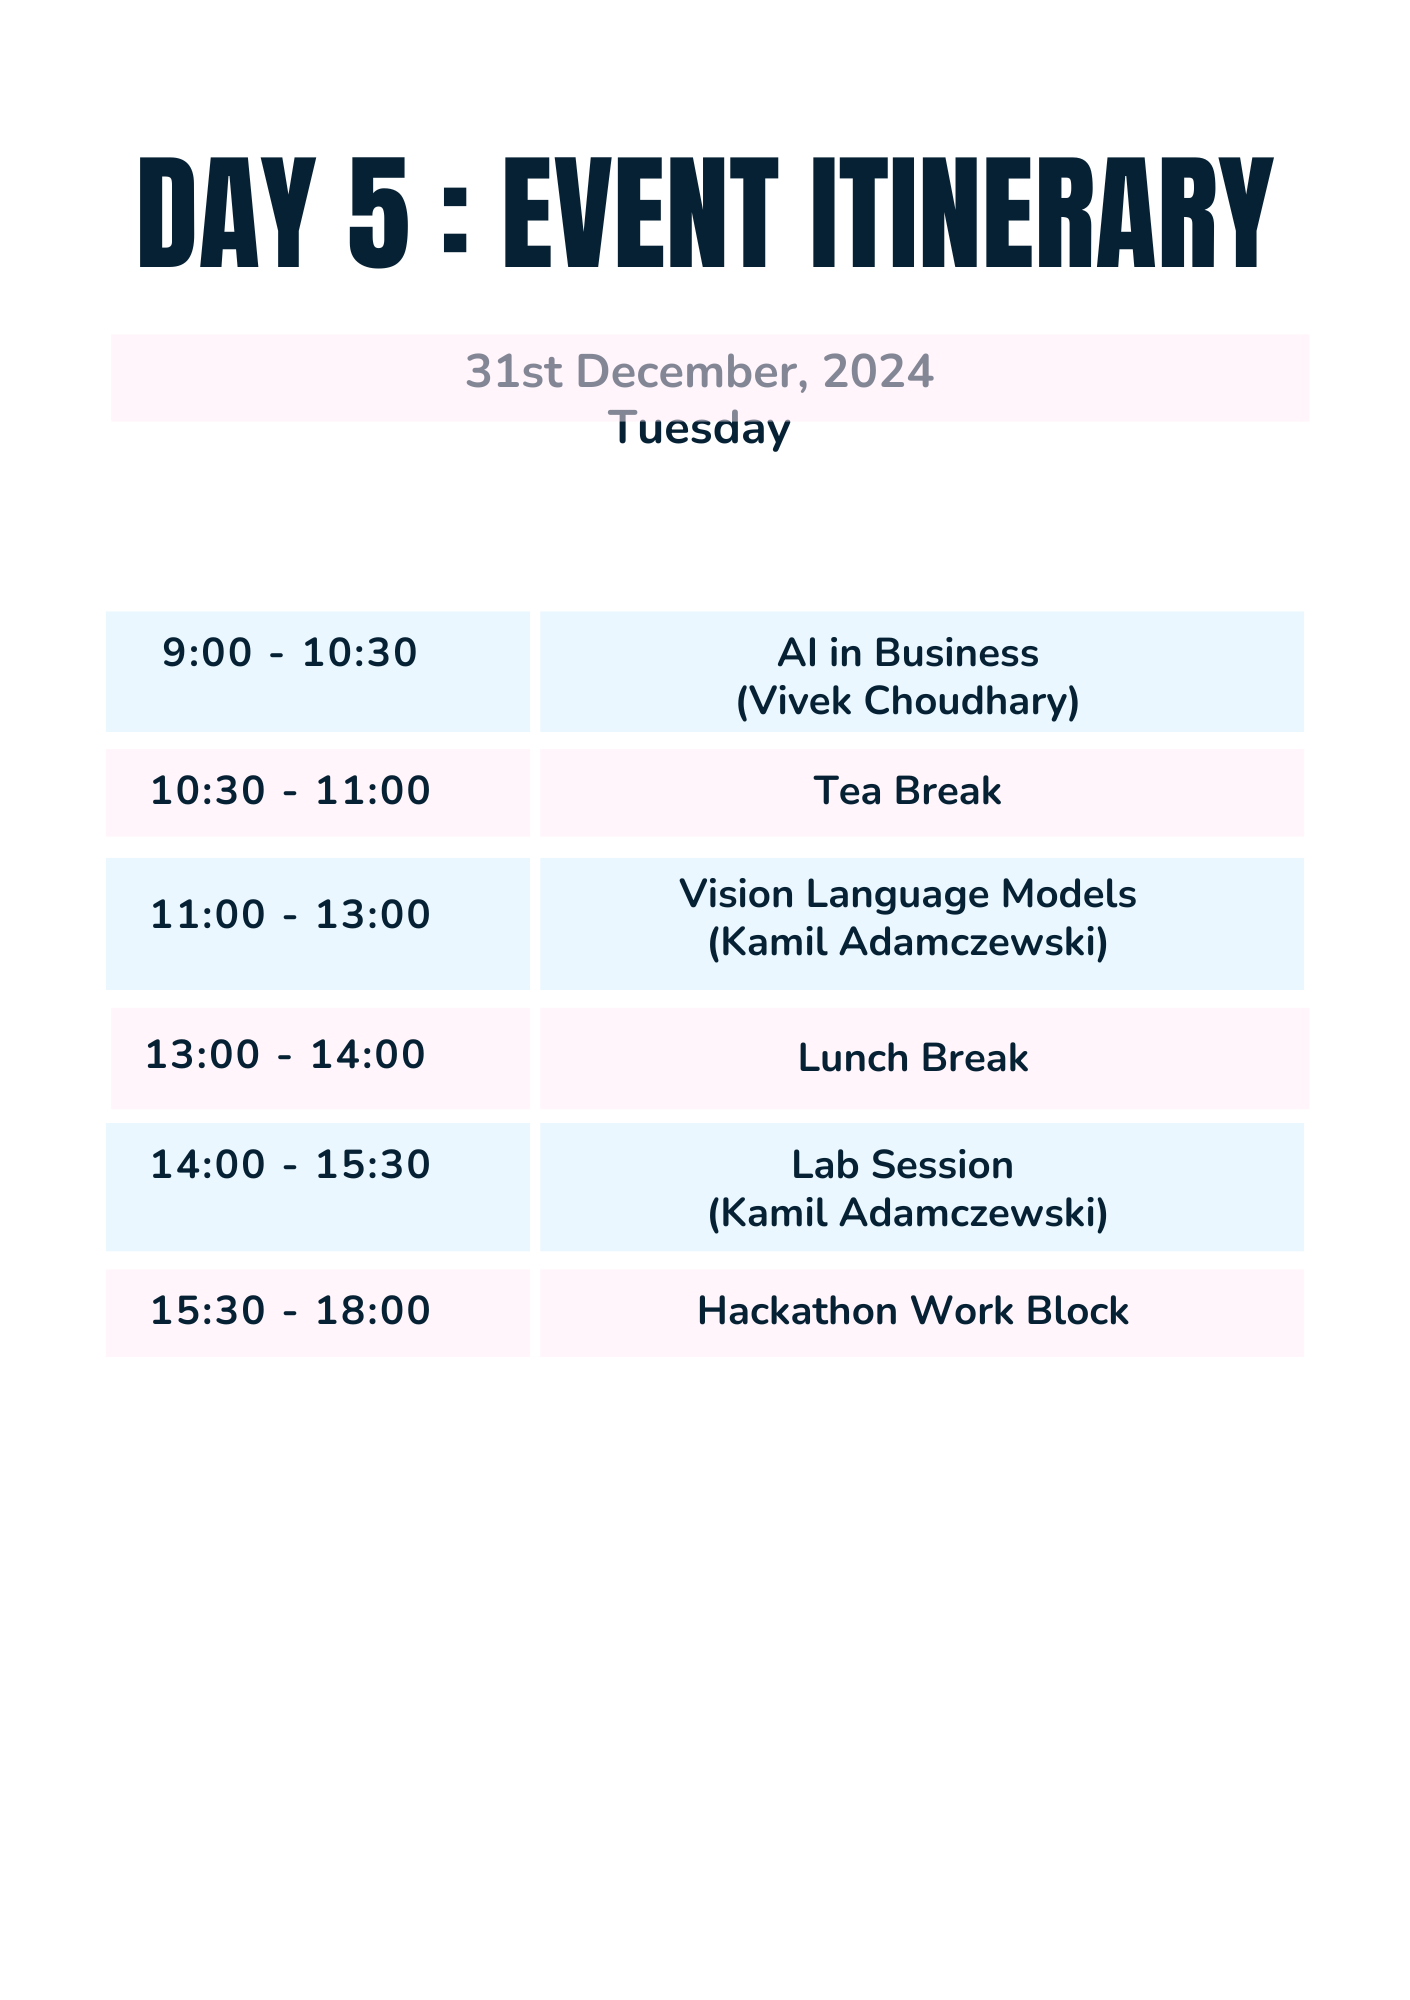 DAY 5 : EVENT ITINERARY
31st December, 2024
Tuesday
9:00 - 10:30
AI in Business
(Vivek Choudhary)
10:30 - 11:00
Tea Break
11:00 - 13:00
Vision Language Models
(Kamil Adamczewski)
13:00 - 14:00
Lunch Break
14:00 - 15:30
Lab Session
(Kamil Adamczewski)
15:30 - 18:00
Hackathon Work Block